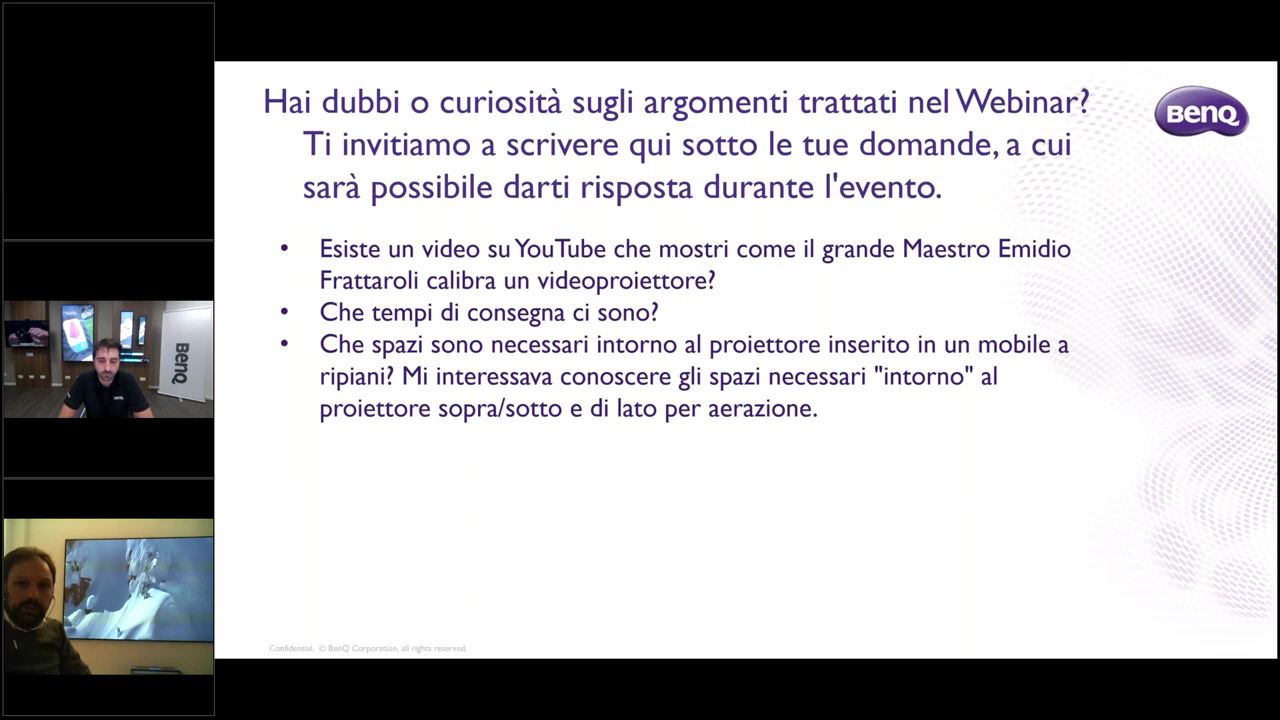 Hai dubbi o curiosità sugli argomenti trattati nel Webinar?
Ti invitiamo a scrivere qui sotto le tue domande, a cui
sarà possibile darti risposta durante l'evento.
BenQ
• Esiste un video su YouTube che mostri come il grande Maestro Emidio
Frattaroli calibra un videoproiettore?
• Che tempi di consegna ci sono?
• Che spazi sono necessari intorno al proiettore inserito in un mobile a
ripiani? Mi interessava conoscere gli spazi necessari "intorno" al
proiettore sopra/sotto e di lato per aerazione.
BenQ
Confidential. © BenQ Corporation, all rights reserved.